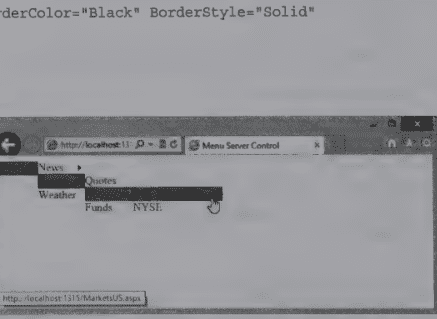 rderColor="Black" BorderStyle="Solid"
http://localhost:13
Menu Server Control
News
Quotes
Weather
Funds NYSE
http://localhost:1315/MarketsUS.aspx